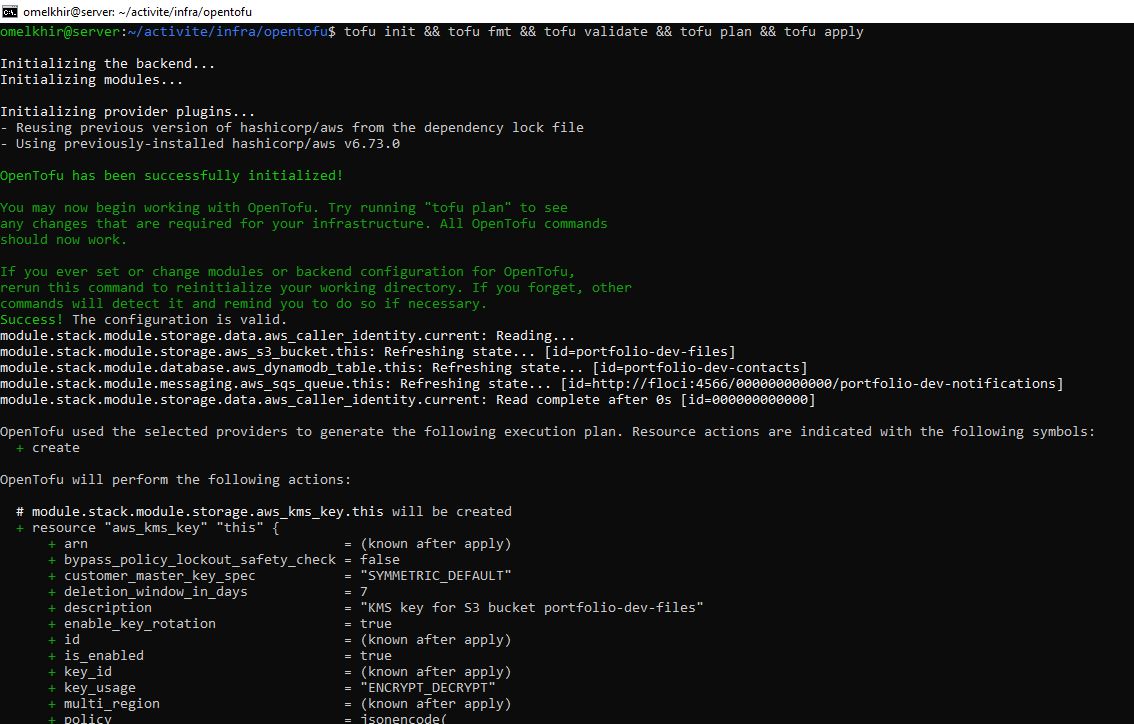 omelkhir@server: ~/activite/infra/opentofu
omelkhir@server:~/activite/infra/opentofu$ tofu init && tofu fmt && tofu validate && tofu plan && tofu apply
Initializing the backend...
Initializing modules...
Initializing provider plugins...
- Reusing previous version of hashicorp/aws from the dependency lock file
- Using previously-installed hashicorp/aws v6.73.0
OpenTofu has been successfully initialized!
You may now begin working with OpenTofu. Try running "tofu plan" to see
any changes that are required for your infrastructure. All OpenTofu commands
should now work.
If you ever set or change modules or backend configuration for OpenTofu,
rerun this command to reinitialize your working directory. If you forget, other
commands will detect it and remind you to do so if necessary.
Success! The configuration is valid.
module.stack.module.storage.data.aws_caller_identity.current: Reading...
module.stack.module.storage.aws_s3_bucket.this: Refreshing state... [id=portfolio-dev-files]
module.stack.module.database.aws_dynamodb_table.this: Refreshing state... [id=portfolio-dev-contacts]
module.stack.module.messaging.aws_sqs_queue.this: Refreshing state... [id=http://floci:4566/000000000000/portfolio-dev-notifications]
module.stack.module.storage.data.aws_caller_identity.current: Read complete after 0s [id=000000000000]
OpenTofu used the selected providers to generate the following execution plan. Resource actions are indicated with the following symbols:
+ create
OpenTofu will perform the following actions:
# module.stack.module.storage.aws_kms_key.this will be created
+ resource "aws_kms_key" "this" {
+ arn = (known after apply)
+ bypass_policy_lockout_safety_check = false
+ customer_master_key_spec = "SYMMETRIC_DEFAULT"
+ deletion_window_in_days = 7
+ description = "KMS key for S3 bucket portfolio-dev-files"
+ enable_key_rotation = true
+ id = (known after apply)
+ is_enabled = true
+ key_id = (known after apply)
+ key_usage = "ENCRYPT_DECRYPT"
+ multi_region = (known after apply)
+ policy = jsonencode(